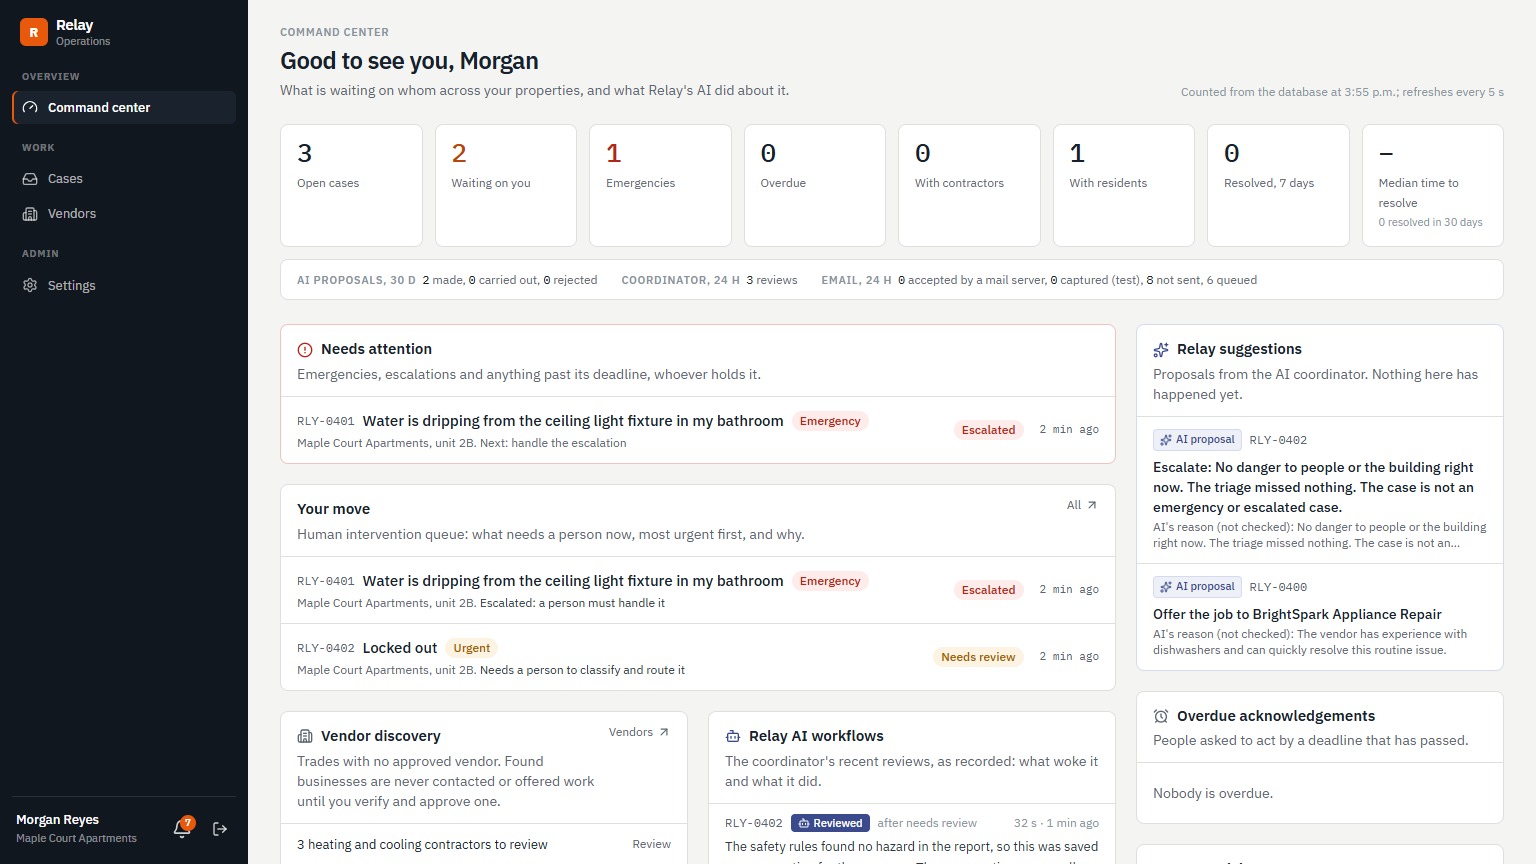 R
Relay
Operations
OVERVIEW
Command center
WORK
Cases
Vendors
ADMIN
Settings
Morgan Reyes
Maple Court Apartments
7
COMMAND CENTER
Good to see you, Morgan
What is waiting on whom across your properties, and what Relay's AI did about it.
Counted from the database at 3:55 p.m.; refreshes every 5 s
3
Open cases
2
Waiting on you
1
Emergencies
0
Overdue
0
With contractors
1
With residents
0
Resolved, 7 days
–
Median time to
resolve
0 resolved in 30 days
AI PROPOSALS, 30 D 2 made, 0 carried out, 0 rejected COORDINATOR, 24 H 3 reviews EMAIL, 24 H 0 accepted by a mail server, 0 captured (test), 8 not sent, 6 queued
Needs attention
Emergencies, escalations and anything past its deadline, whoever holds it.
RLY-0401 Water is dripping from the ceiling light fixture in my bathroom Emergency
Maple Court Apartments, unit 2B. Next: handle the escalation
Escalated 2 min ago
Your move
All
Human intervention queue: what needs a person now, most urgent first, and why.
RLY-0401 Water is dripping from the ceiling light fixture in my bathroom Emergency
Maple Court Apartments, unit 2B. Escalated: a person must handle it
Escalated 2 min ago
RLY-0402 Locked out Urgent
Maple Court Apartments, unit 2B. Needs a person to classify and route it
Needs review 2 min ago
Vendor discovery
Vendors
Trades with no approved vendor. Found
businesses are never contacted or offered work
until you verify and approve one.
3 heating and cooling contractors to review Review
Relay AI workflows
The coordinator's recent reviews, as recorded: what woke it
and what it did.
RLY-0402 Reviewed after needs review 32 s · 1 min ago
The safety rules found no hazard in the report, so this was saved
Relay suggestions
Proposals from the AI coordinator. Nothing here has
happened yet.
AI proposal RLY-0402
Escalate: No danger to people or the building right
now. The triage missed nothing. The case is not an
emergency or escalated case.
AI's reason (not checked): No danger to people or the building
right now. The triage missed nothing. The case is not an...
AI proposal RLY-0400
Offer the job to BrightSpark Appliance Repair
AI's reason (not checked): The vendor has experience with
dishwashers and can quickly resolve this routine issue.
Overdue acknowledgements
People asked to act by a deadline that has passed.
Nobody is overdue.